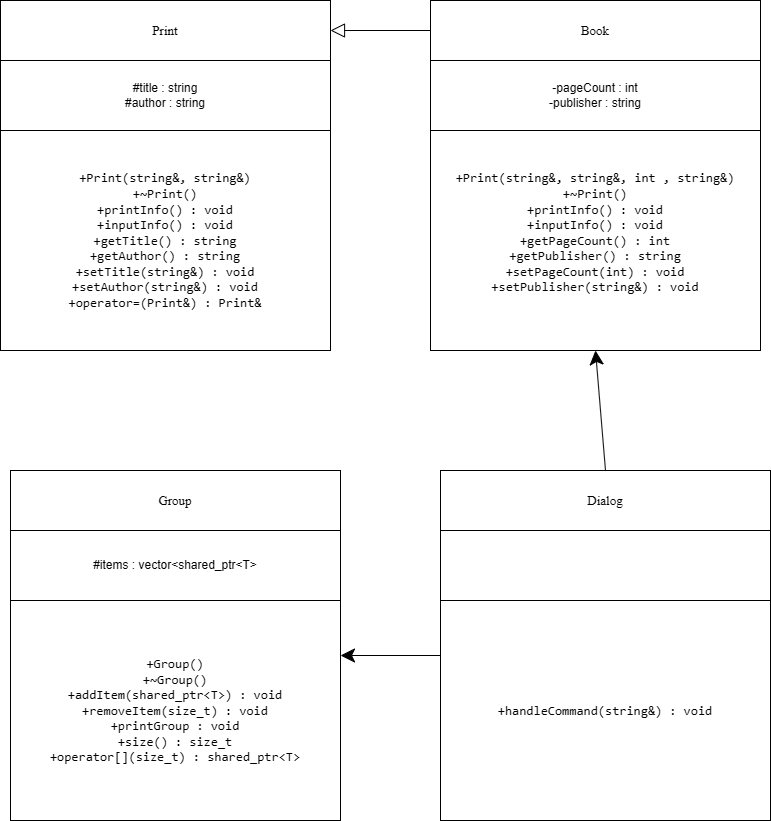 Print
#title : string
#author : string
+Print(string&, string&)
+~Print()
+printInfo() : void
+inputInfo() : void
+getTitle() : string
+getAuthor() : string
+setTitle(string&) : void
+setAuthor(string&) : void
+operator=(Print&) : Print&
Book
-pageCount : int
-publisher : string
+Print(string&, string&, int , string&)
+~Print()
+printInfo() : void
+inputInfo() : void
+getPageCount() : int
+getPublisher() : string
+setPageCount(int) : void
+setPublisher(string&) : void
Group
#items : vector<shared_ptr<T>
+Group()
+~Group()
+addItem(shared_ptr<T>) : void
+removeItem(size_t) : void
+printGroup : void
+size() : size_t
+operator[](size_t) : shared_ptr<T>
Dialog
+handleCommand(string&) : void